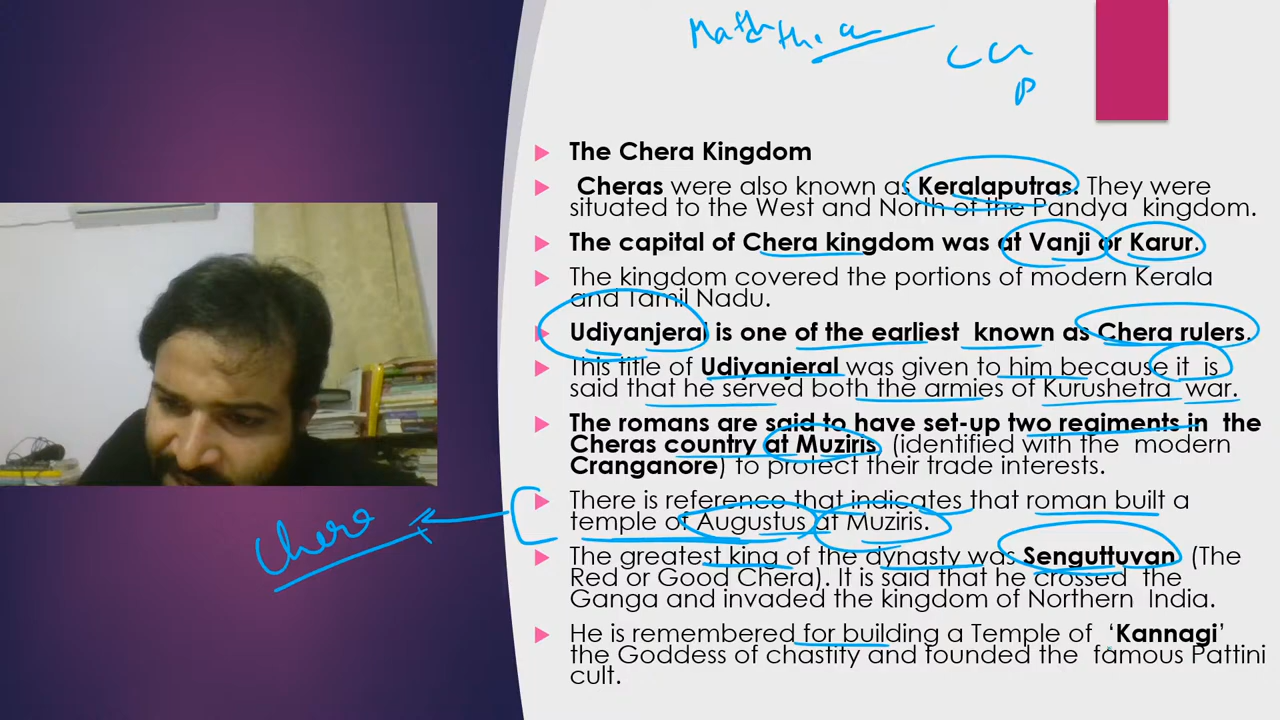 CCn
P
The Chera Kingdom
Cheras were also known as Keralaputras. They were
situated to the West and North of the Pandya kingdom.
The capital of Chera kingdom was at Vanji or Karur.
The kingdom covered the portions of modern Kerala
and Tamil Nadu.
Udiyanjeral is one of the earliest known as Chera rulers.
This title of Udiyanjeral was given to him because it is
said that he served both the armies of Kurushetra war.
The romans are said to have set-up two regiments in the
Cheras country at Muziris (identified with the modern
Cranganore) to protect their trade interests.
There is reference that indicates that roman built a
temple of Augustus at Muziris.
Chera
The greatest king of the dynasty was Senguttuvan (The
Red or Good Chera). It is said that he crossed the
Ganga and invaded the kingdom of Northern India.
He is remembered for building a Temple of ‘Kannagi’
the Goddess of chastity and founded the famous Pattini
cult.